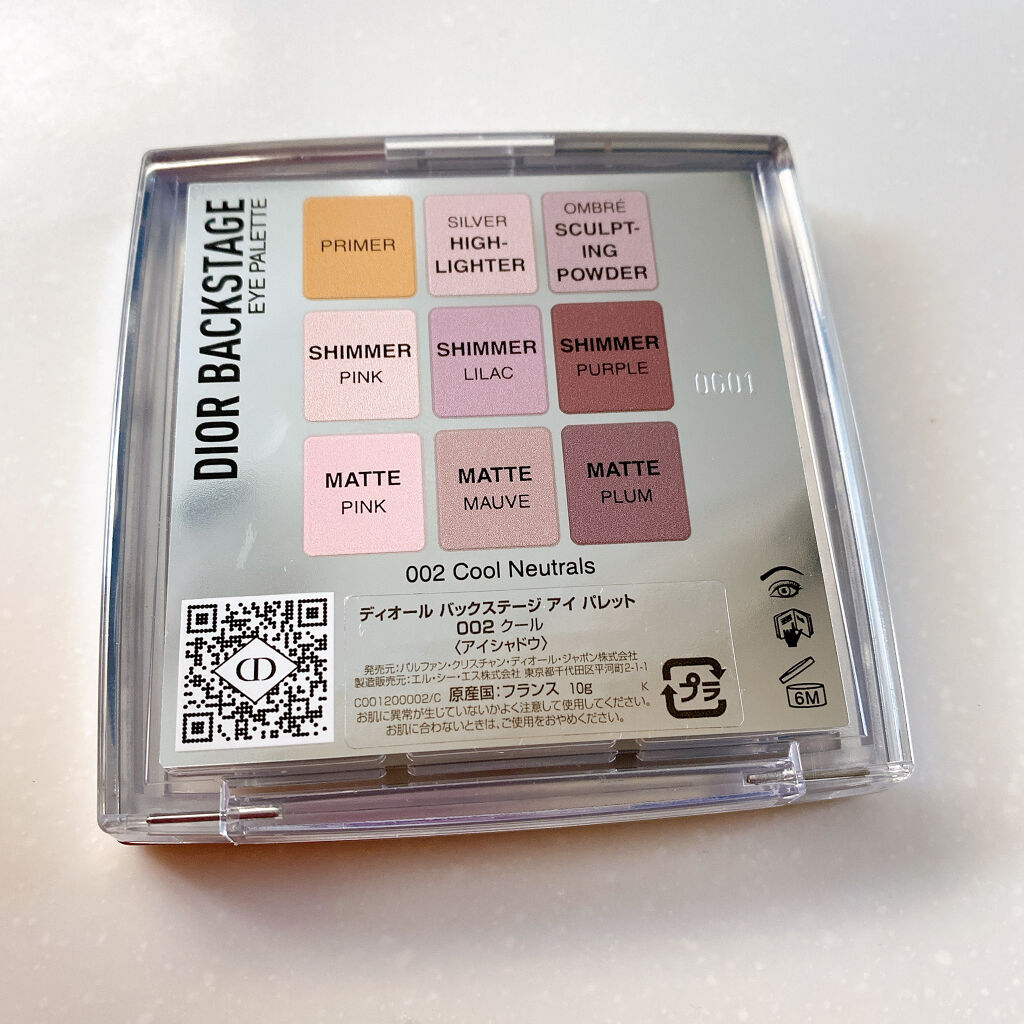 DIOR BACKSTAGE
EYE PALETTE
PRIMER
SILVER
HIGH-
LIGHTER
OMBRÉ
SCULPT-
ING
POWDER
SHIMMER
PINK
SHIMMER
LILAC
SHIMMER
PURPLE
0601
MATTE
PINK
MATTE
MAUVE
MATTE
PLUM
002 Cool Neutrals
ディオール バックステージ アイ パレット
002 クール
〈アイシャドウ〉
発売元:パルファン・クリスチャン・ディオール・ジャポン株式会社
製造販売元:エル・シー・エス株式会社 東京都千代田区平河町2-1-1
C001200002/C 原産国:フランス 10g K
お肌に異常が生じていないかよく注意して使用してください。
お肌に合わないときは、ご使用をおやめください。
プラ
6M
CD